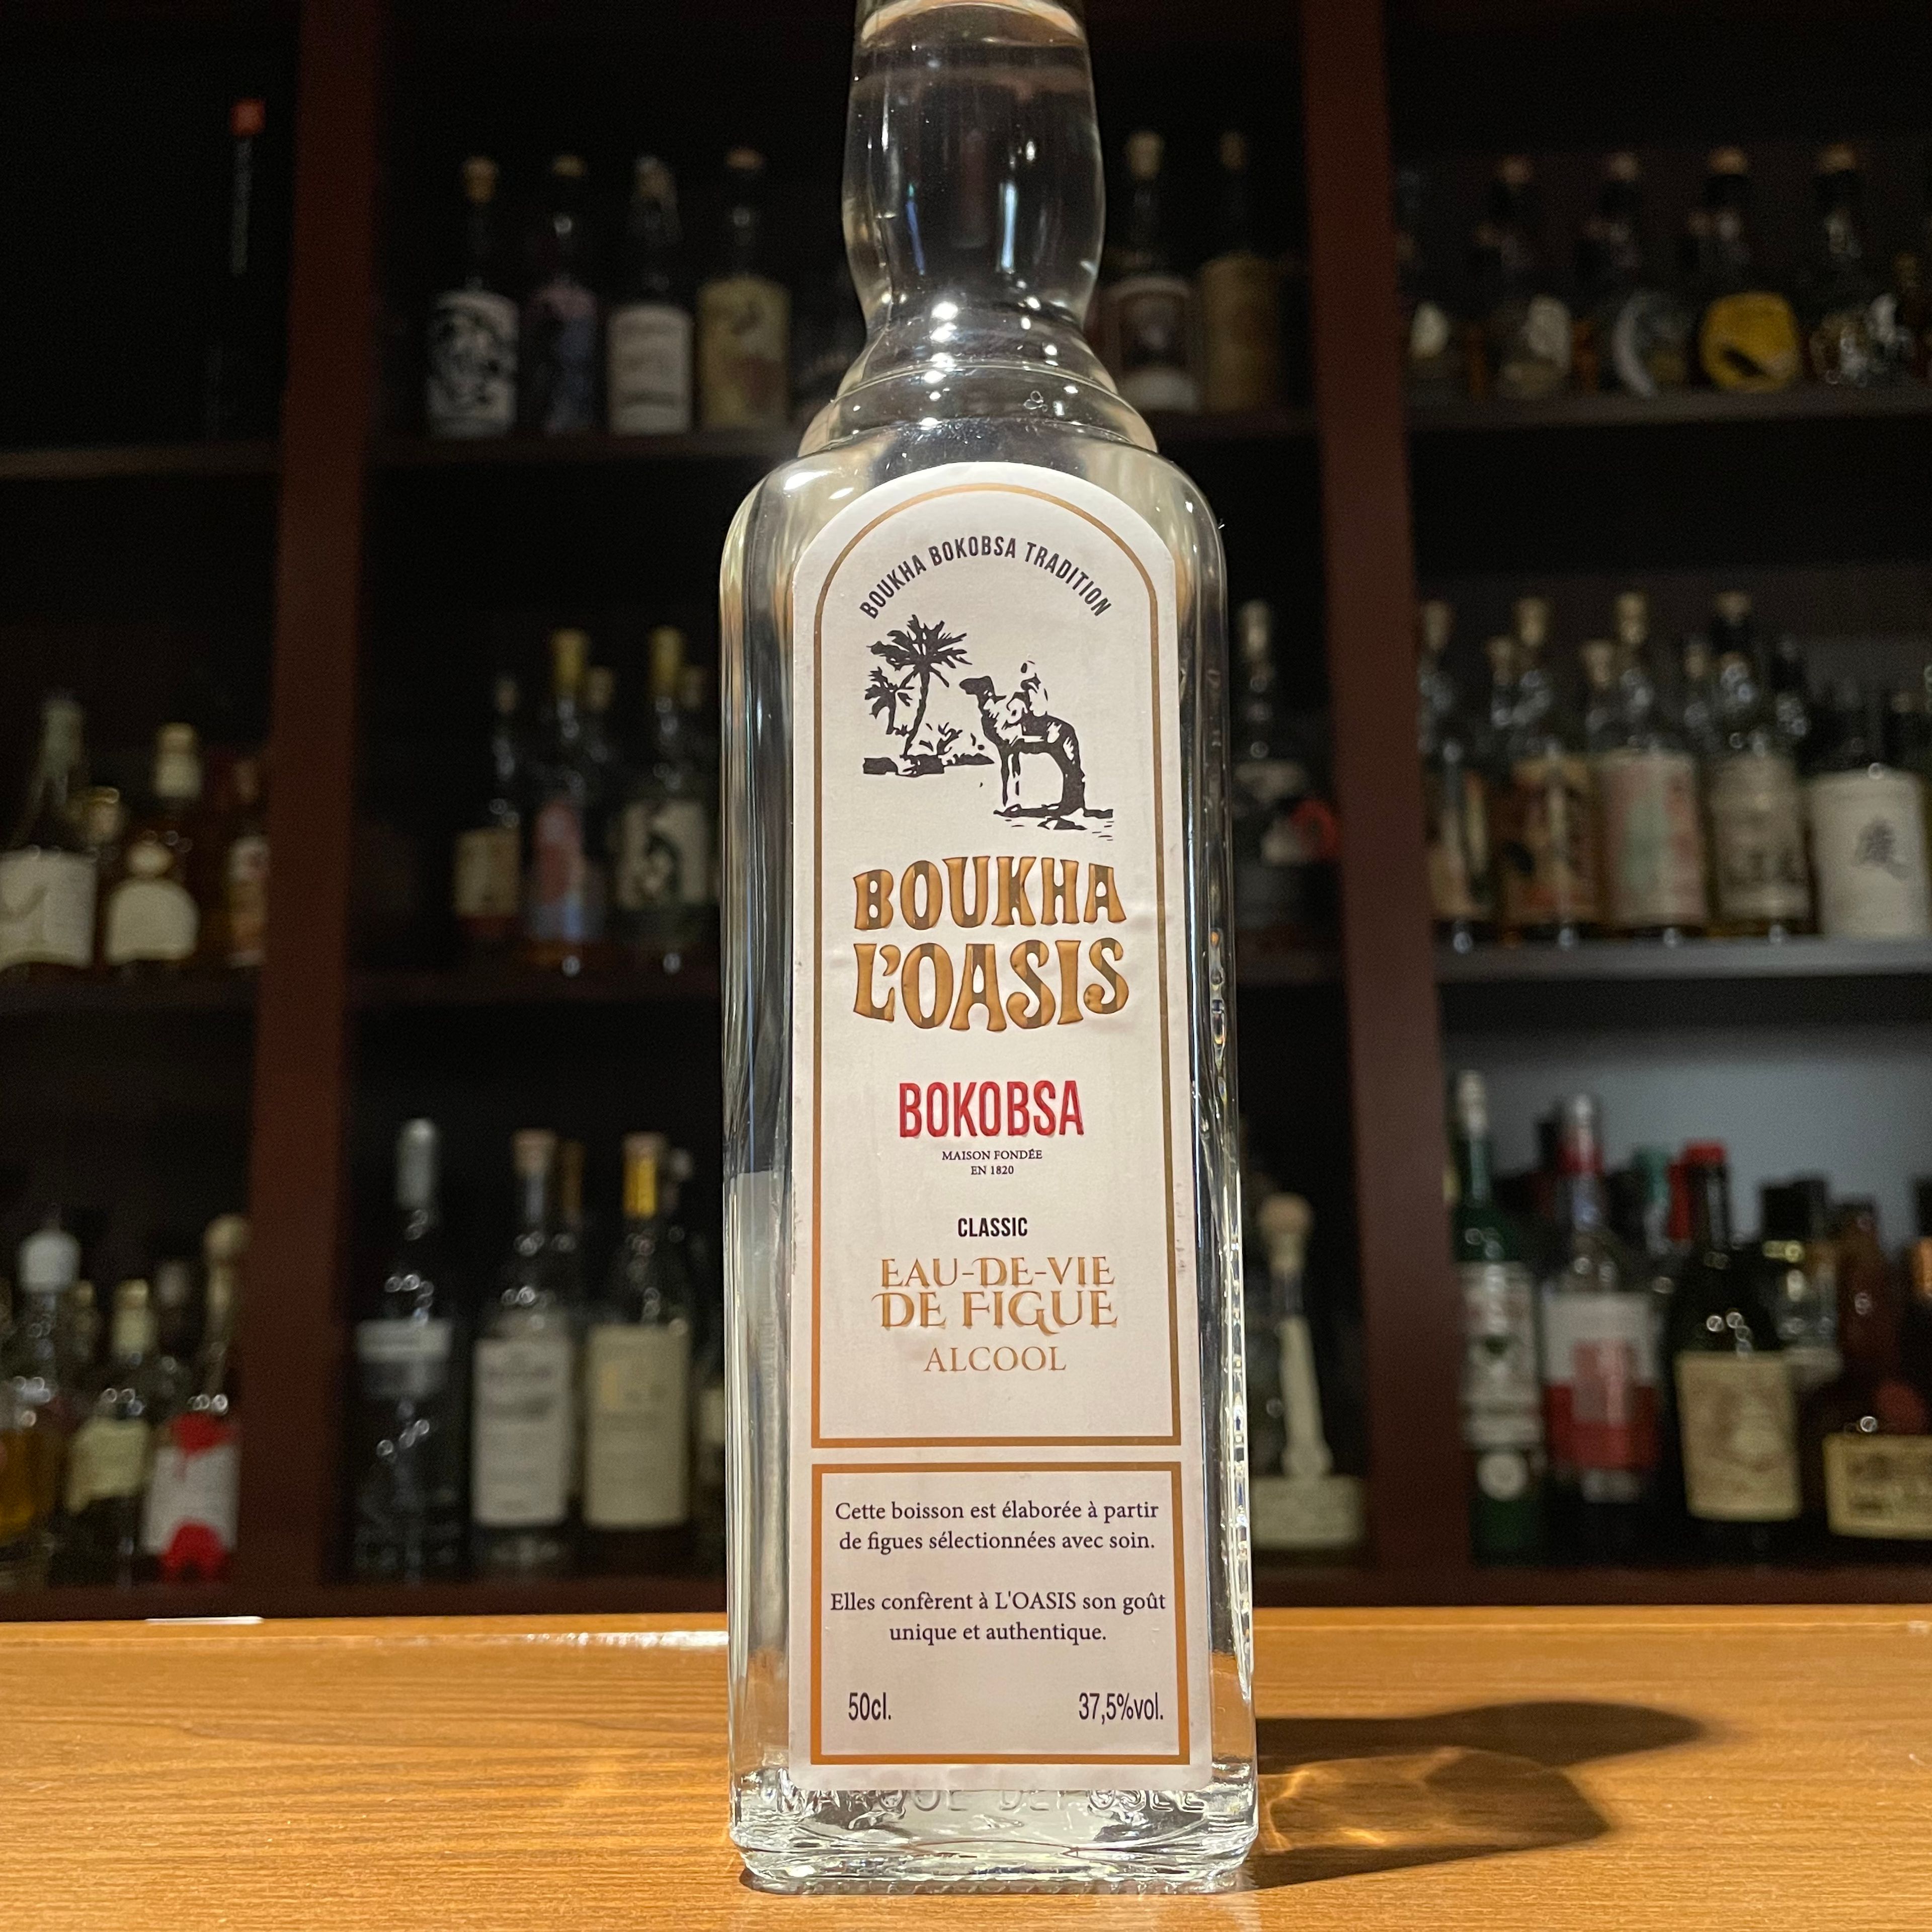 BOUKHA BOKOBSA TRADITION
BOUKHA
L'OASIS
BOKOBSA
MAISON FONDÉE
EN 1820
CLASSIC
EAU-DE-VIE
DE FIGUE
ALCOOL
Cette boisson est élaborée à partir
de figues sélectionnées avec soin.
Elles confèrent à L'OASIS son goût
unique et authentique.
50cl. 37,5%vol.
MARQUE DEPOSEE